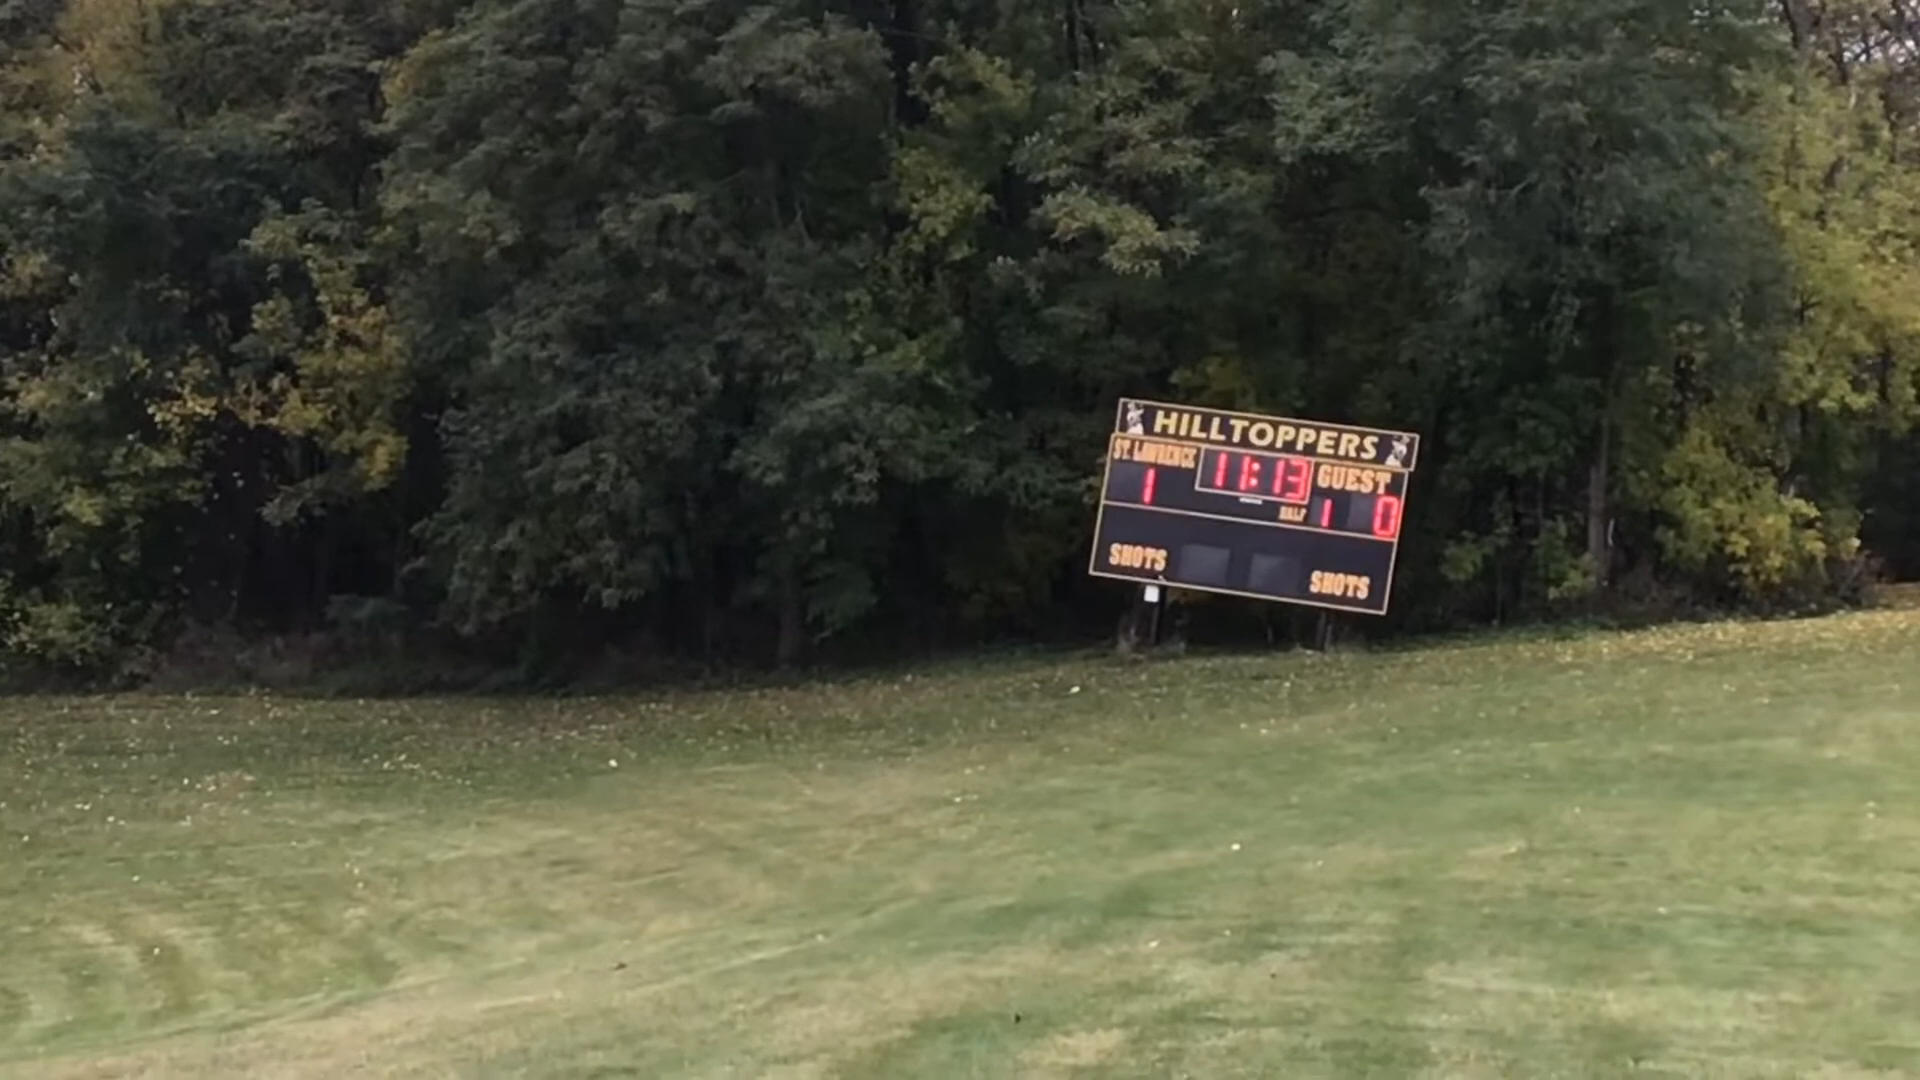 HILLTOPPERS
ST. LAWRENCE 11:13 GUEST
1 HALF 1 0
SHOTS SHOTS